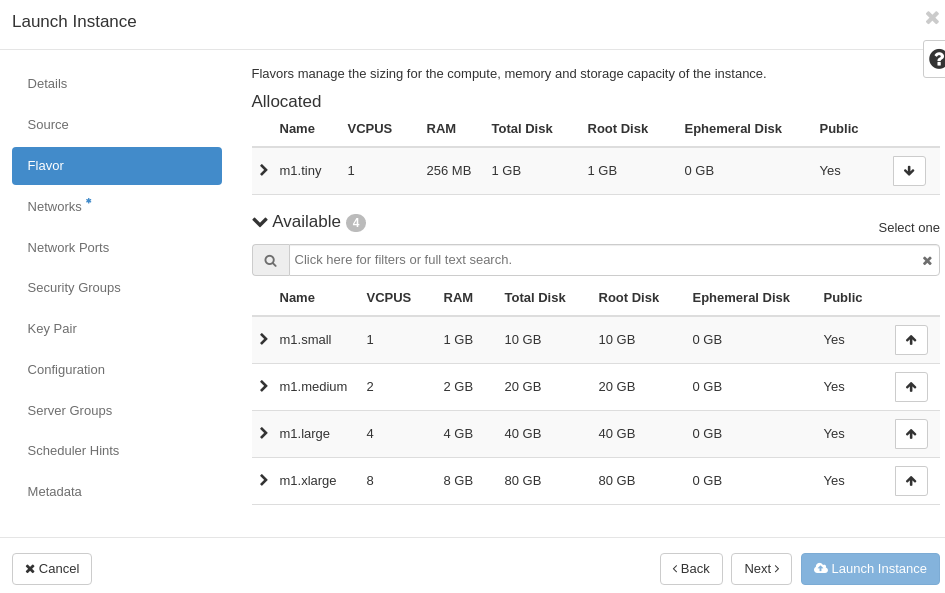 Launch Instance
Details
Source
Flavor
Networks *
Network Ports
Security Groups
Key Pair
Configuration
Server Groups
Scheduler Hints
Metadata
Flavors manage the sizing for the compute, memory and storage capacity of the instance.
Allocated
Name VCPUS RAM Total Disk Root Disk Ephemeral Disk Public
m1.tiny 1 256 MB 1 GB 1 GB 0 GB Yes
Available 4
Select one
Click here for filters or full text search.
Name VCPUS RAM Total Disk Root Disk Ephemeral Disk Public
m1.small 1 1 GB 10 GB 10 GB 0 GB Yes
m1.medium 2 2 GB 20 GB 20 GB 0 GB Yes
m1.large 4 4 GB 40 GB 40 GB 0 GB Yes
m1.xlarge 8 8 GB 80 GB 80 GB 0 GB Yes
Cancel
< Back
Next >
Launch Instance